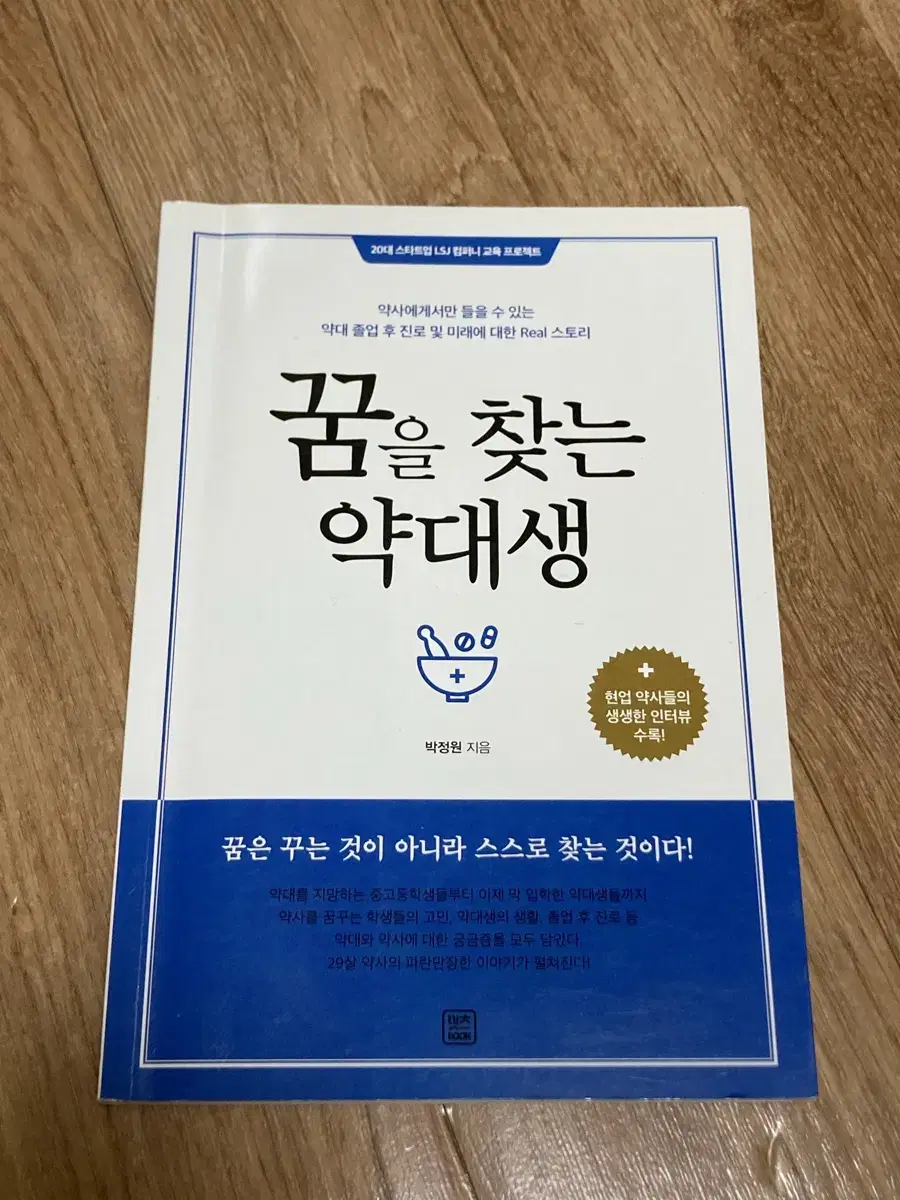 20대 스타트업 LSJ 컴퍼니 교육 프로젝트
약사에게서만 들을 수 있는
약대 졸업 후 진로 및 미래에 대한 Real 스토리
꿈을 찾는
약대생
+
현업 약사들의
생생한 인터뷰
수록!
박정원 지음
꿈은 꾸는 것이 아니라 스스로 찾는 것이다!
약대를 지망하는 중고등학생들부터 이제 막 입학한 약대생들까지
약사를 꿈꾸는 학생들의 고민, 약대생의 생활, 졸업 후 진로 등
약대와 약사에 대한 궁금증을 모두 담았다.
29살 약사의 파란만장한 이야기가 펼쳐진다!
BOOK